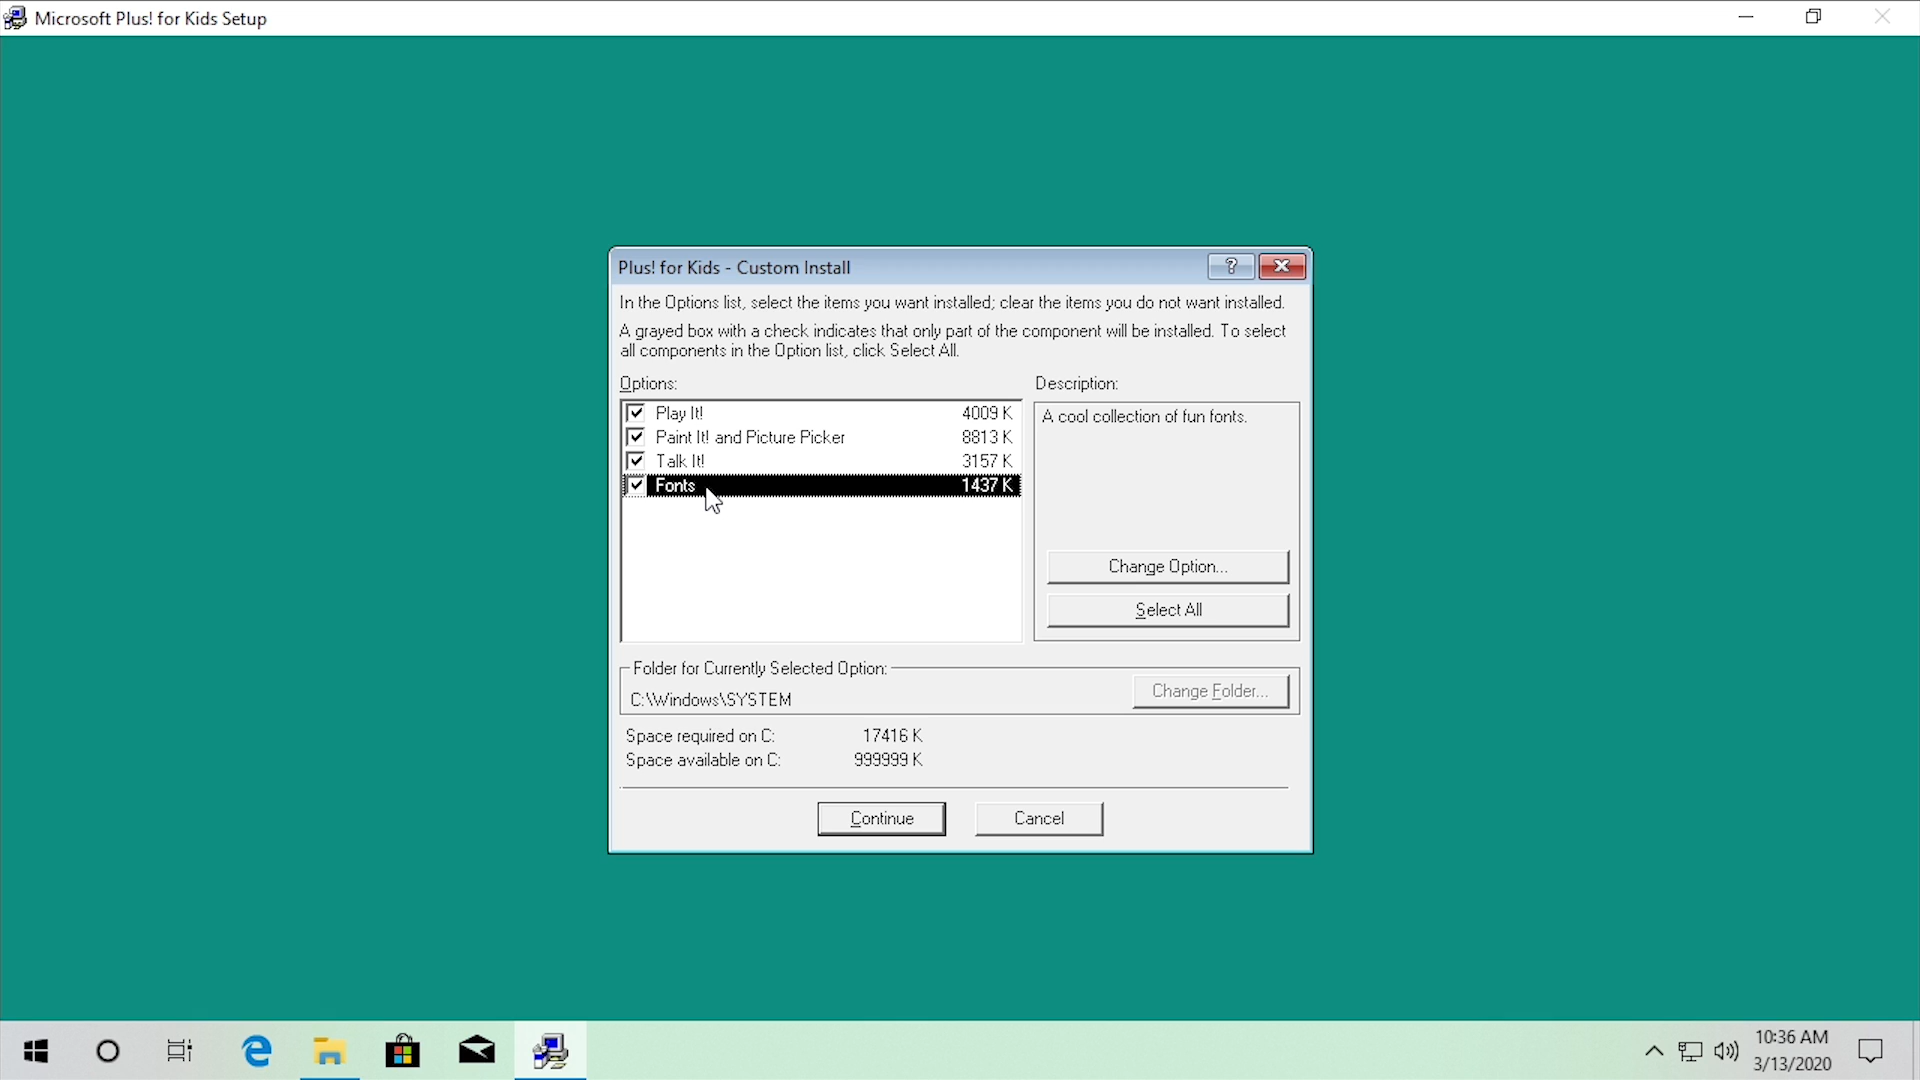 Microsoft Plus! for Kids Setup
Plus! for Kids - Custom Install
In the Options list, select the items you want installed; clear the items you do not want installed.
A grayed box with a check indicates that only part of the component will be installed. To select
all components in the Option list, click Select All.
Options:
Description:
Play It! 4009 K
Paint It! and Picture Picker 8813 K
Talk It! 3157 K
Fonts 1437 K
A cool collection of fun fonts.
Change Option...
Select All
Folder for Currently Selected Option:
C:\Windows\SYSTEM
Change Folder...
Space required on C: 17416 K
Space available on C: 999999 K
Continue
Cancel
10:36 AM
3/13/2020